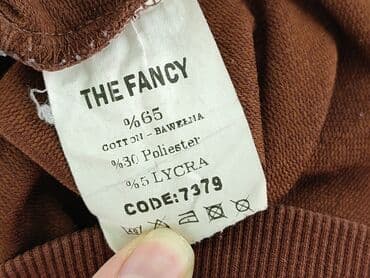 THE FANCY
%65
COTTON - BAWEŁNA
%30 Poliester
%5 LYCRA
CODE:7379